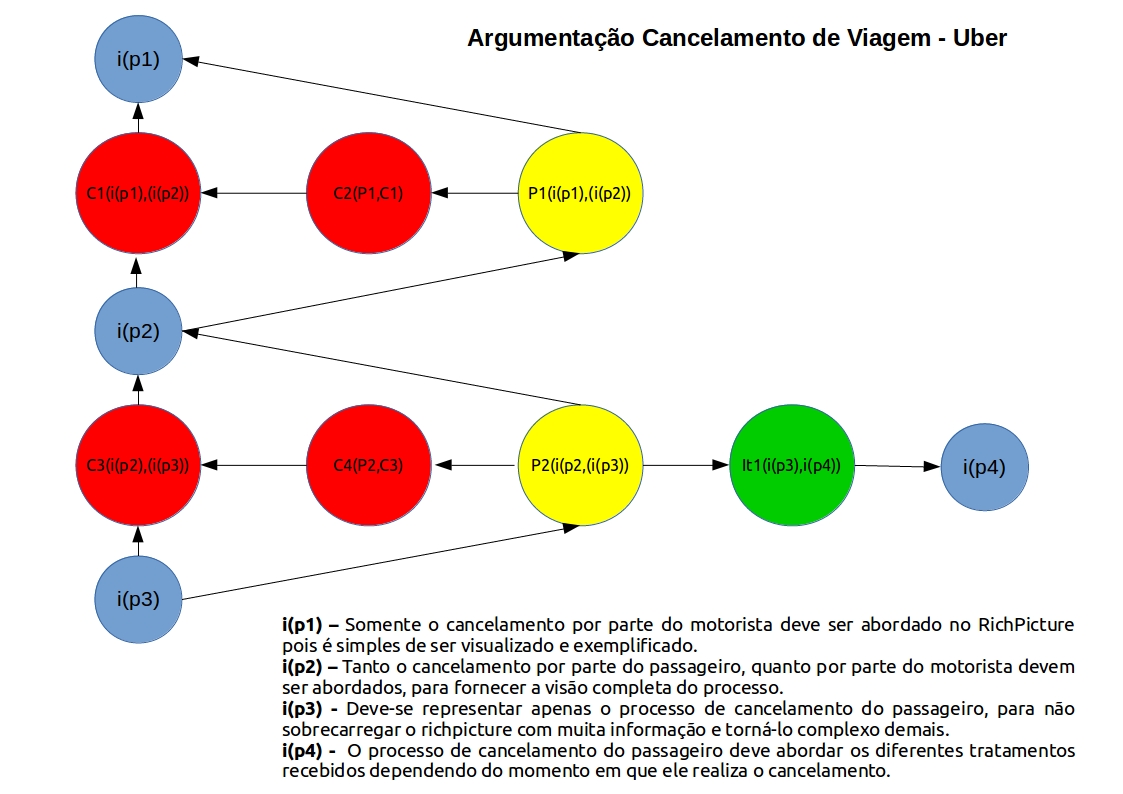 Argumentação Cancelamento de Viagem - Uber
i(p1)
C1(i(p1),(i(p2))
C2(P1,C1)
P1(i(p1),(i(p2))
i(p2)
C3(i(p2),(i(p3))
C4(P2,C3)
P2(i(p2,(i(p3))
It1(i(p3),i(p4))
i(p4)
i(p3)
i(p1) – Somente o cancelamento por parte do motorista deve ser abordado no RichPicture
pois é simples de ser visualizado e exemplificado.
i(p2) – Tanto o cancelamento por parte do passageiro, quanto por parte do motorista devem
ser abordados, para fornecer a visão completa do processo.
i(p3) - Deve-se representar apenas o processo de cancelamento do passageiro, para não
sobrecarregar o richpicture com muita informação e torná-lo complexo demais.
i(p4) - O processo de cancelamento do passageiro deve abordar os diferentes tratamentos
recebidos dependendo do momento em que ele realiza o cancelamento.